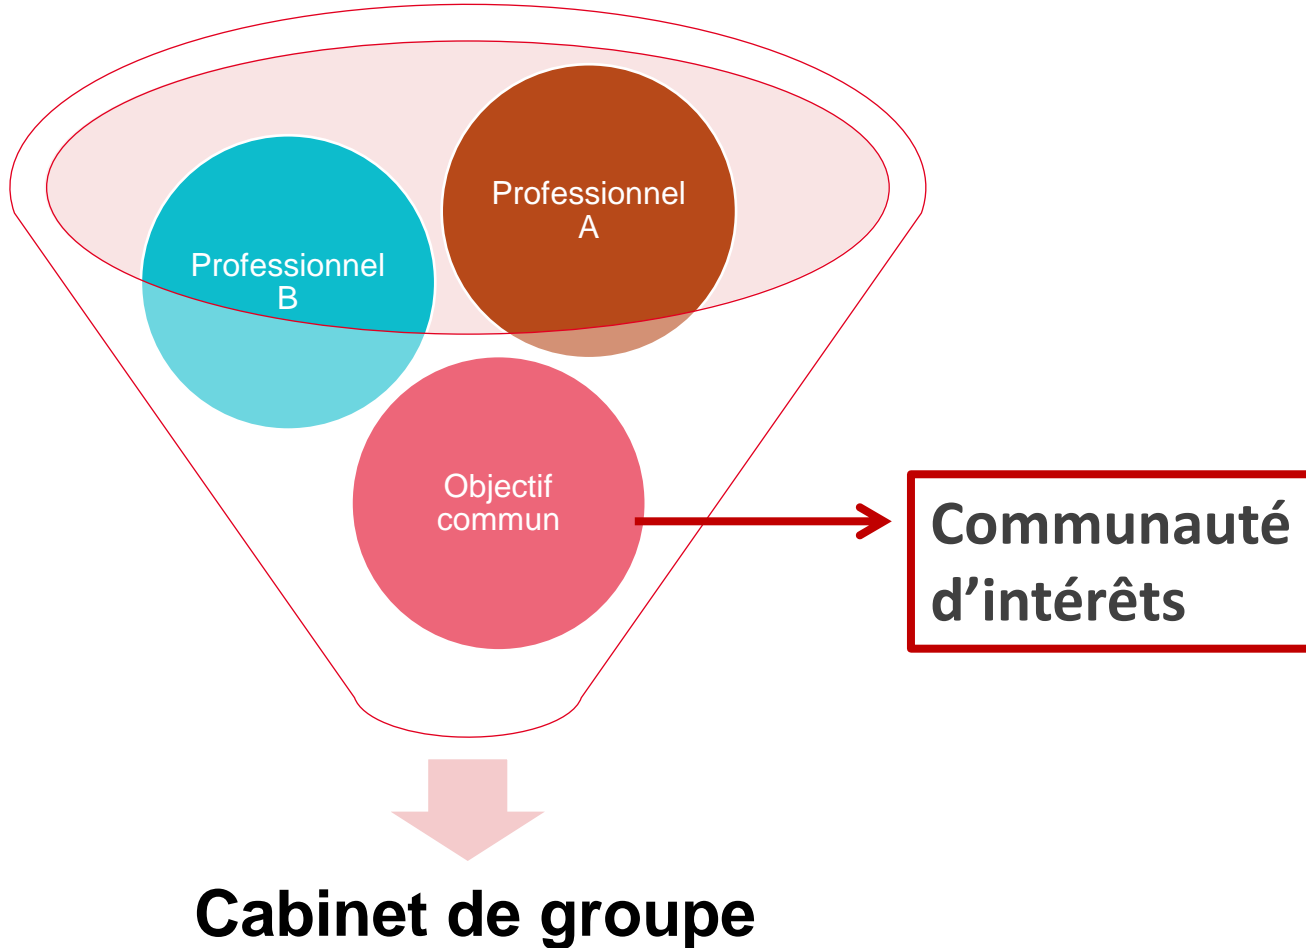 Professionnel
A
Professionnel
B
Objectif
commun
Communauté
d’intérêts
Cabinet de groupe